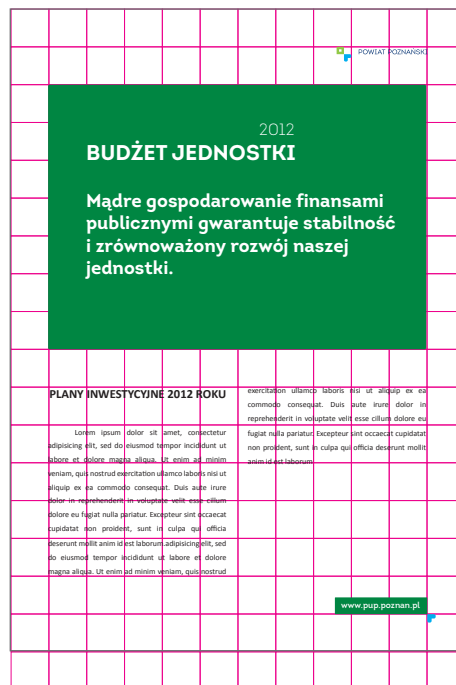 POWIAT POZNAŃSKI
2012
BUDŻET JEDNOSTKI
Mądre gospodarowanie finansami
publicznymi gwarantuje stabilność
i zrównoważony rozwój naszej
jednostki.
PLANY INWESTYCYJNE 2012 ROKU
Lorem ipsum dolor sit amet, consectetur
adipisicing elit, sed do eiusmod tempor incididunt ut
labore et dolore magna aliqua. Ut enim ad minim
veniam, quis nostrud exercitation ullamco laboris nisi ut
aliquip ex ea commodo consequat. Duis aute irure
dolor in reprehenderit in voluptate velit esse cillum
dolore eu fugiat nulla pariatur. Excepteur sint occaecat
cupidatat non proident, sunt in culpa qui officia
deserunt mollit anim id est laborum.adipisicing elit, sed
do eiusmod tempor incididunt ut labore et dolore
magna aliqua. Ut enim ad minim veniam, quis nostrud
exercitation ullamco laboris nisi ut aliquip ex ea
commodo consequat. Duis aute irure dolor in
reprehenderit in voluptate velit esse cillum dolore eu
fugiat nulla pariatur. Excepteur sint occaecat cupidatat
non proident, sunt in culpa qui officia deserunt mollit
anim id est laborum
www.pup.poznan.pl